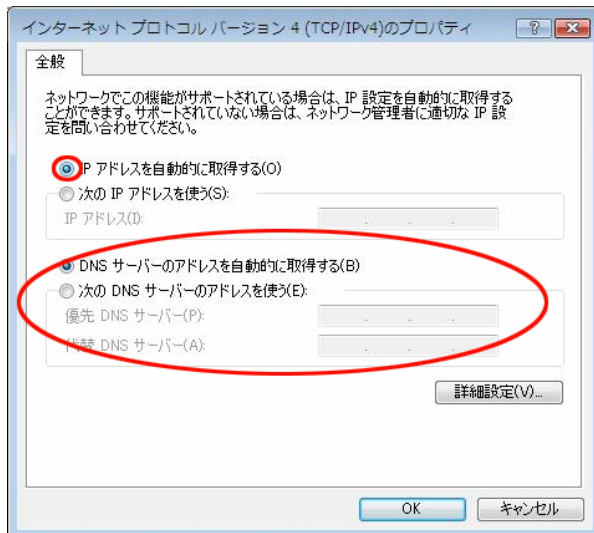 インターネット プロトコル バージョン 4 (TCP/IPv4)のプロパティ
全般
ネットワークでこの機能がサポートされている場合は、IP 設定を自動的に取得する
ことができます。サポートされていない場合は、ネットワーク管理者に適切な IP 設
定を問い合わせてください。
IP アドレスを自動的に取得する(O)
次の IP アドレスを使う(S):
IP アドレス(I):
DNS サーバーのアドレスを自動的に取得する(B)
次の DNS サーバーのアドレスを使う(E):
優先 DNS サーバー(P):
代替 DNS サーバー(A):
詳細設定(V)...
OK
キャンセル